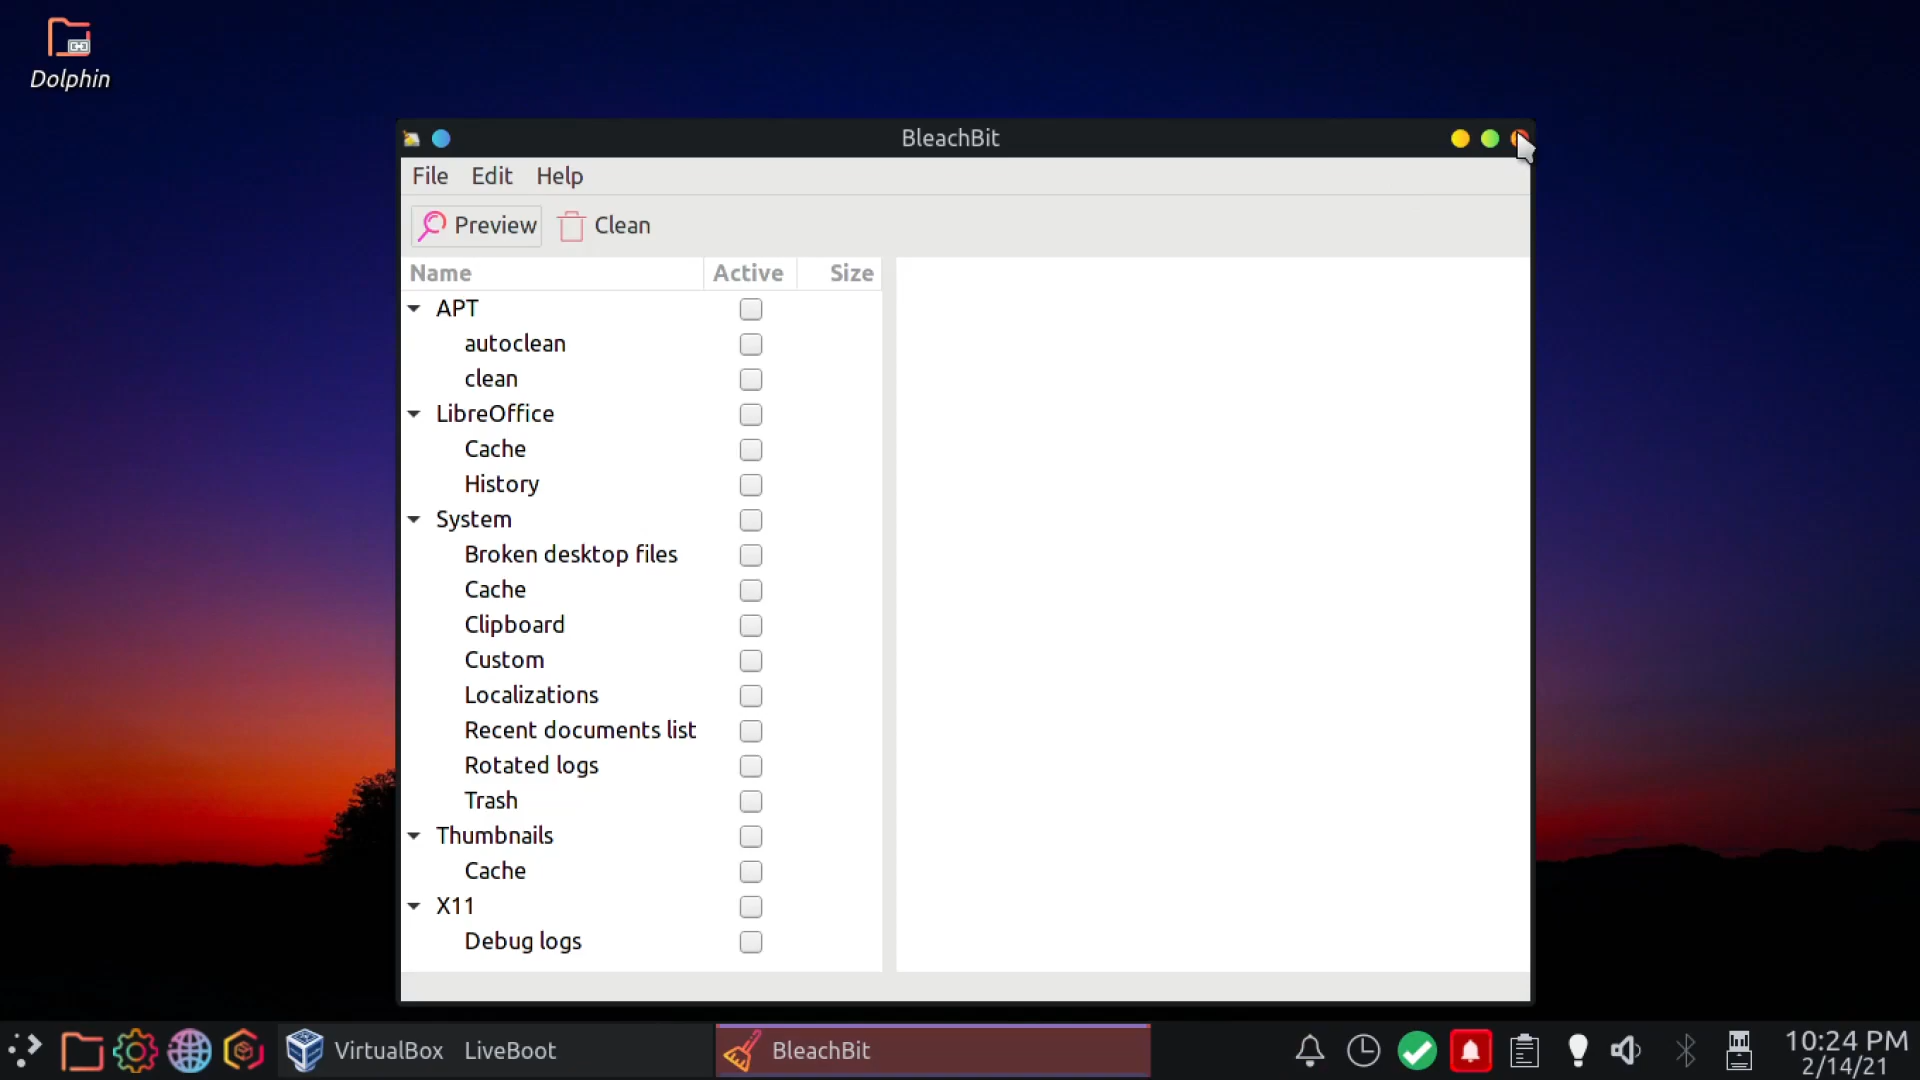 Dolphin
BleachBit
File Edit Help
Preview Clean
Name Active Size
APT
autoclean
clean
LibreOffice
Cache
History
System
Broken desktop files
Cache
Clipboard
Custom
Localizations
Recent documents list
Rotated logs
Trash
Thumbnails
Cache
X11
Debug logs
VirtualBox LiveBoot BleachBit 10:24 PM
2/14/21